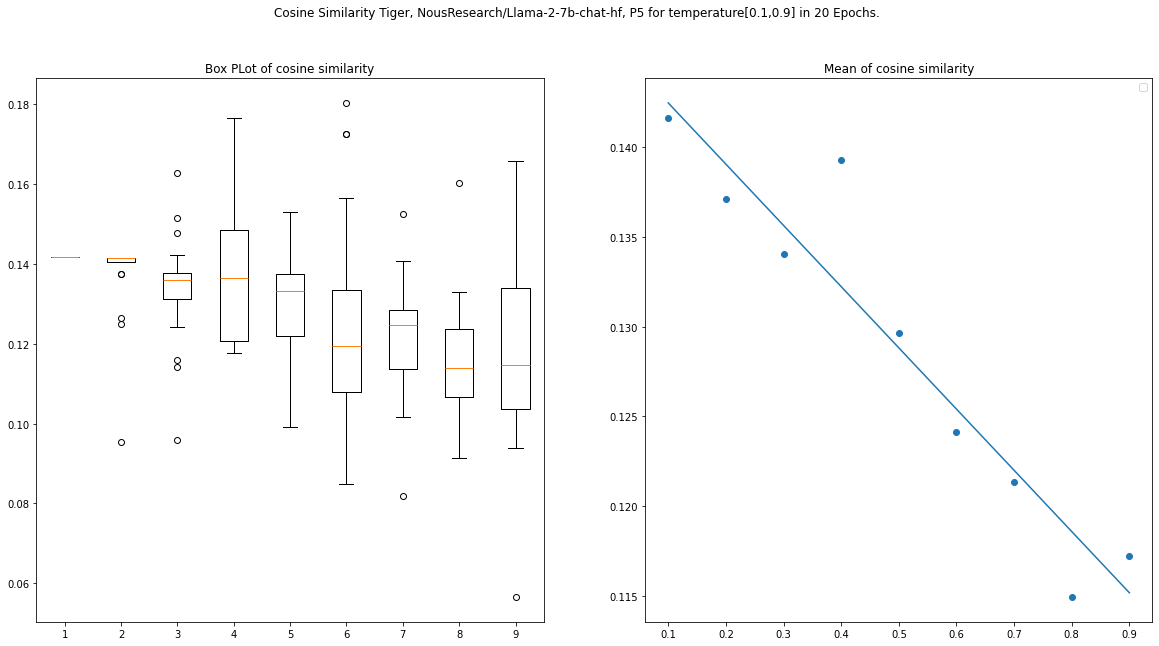 Cosine Similarity Tiger, NousResearch/Llama-2-7b-chat-hf, P5 for temperature[0.1,0.9] in 20 Epochs.
Box PLot of cosine similarity
0.18
0.16
0.14
0.12
0.10
0.08
0.06
1 2 3 4 5 6 7 8 9
Mean of cosine similarity
0.140
0.135
0.130
0.125
0.120
0.115
0.1 0.2 0.3 0.4 0.5 0.6 0.7 0.8 0.9